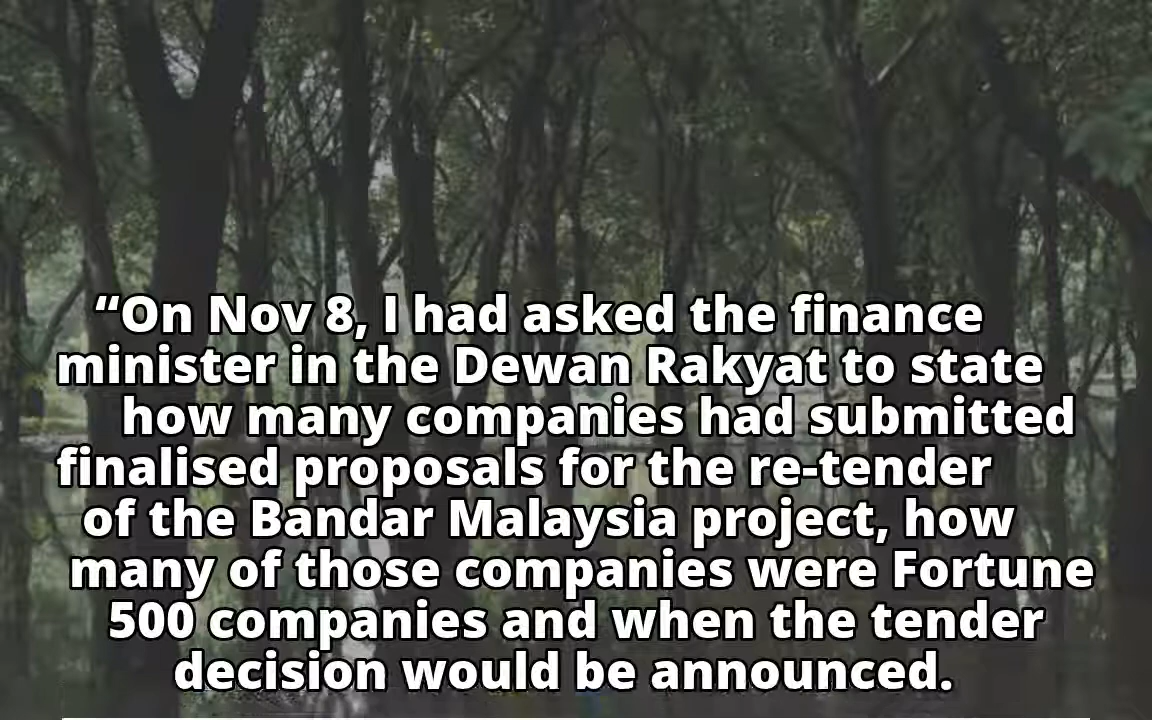 “On Nov 8, I had asked the finance
minister in the Dewan Rakyat to state
how many companies had submitted
finalised proposals for the re-tender
of the Bandar Malaysia project, how
many of those companies were Fortune
500 companies and when the tender
decision would be announced.